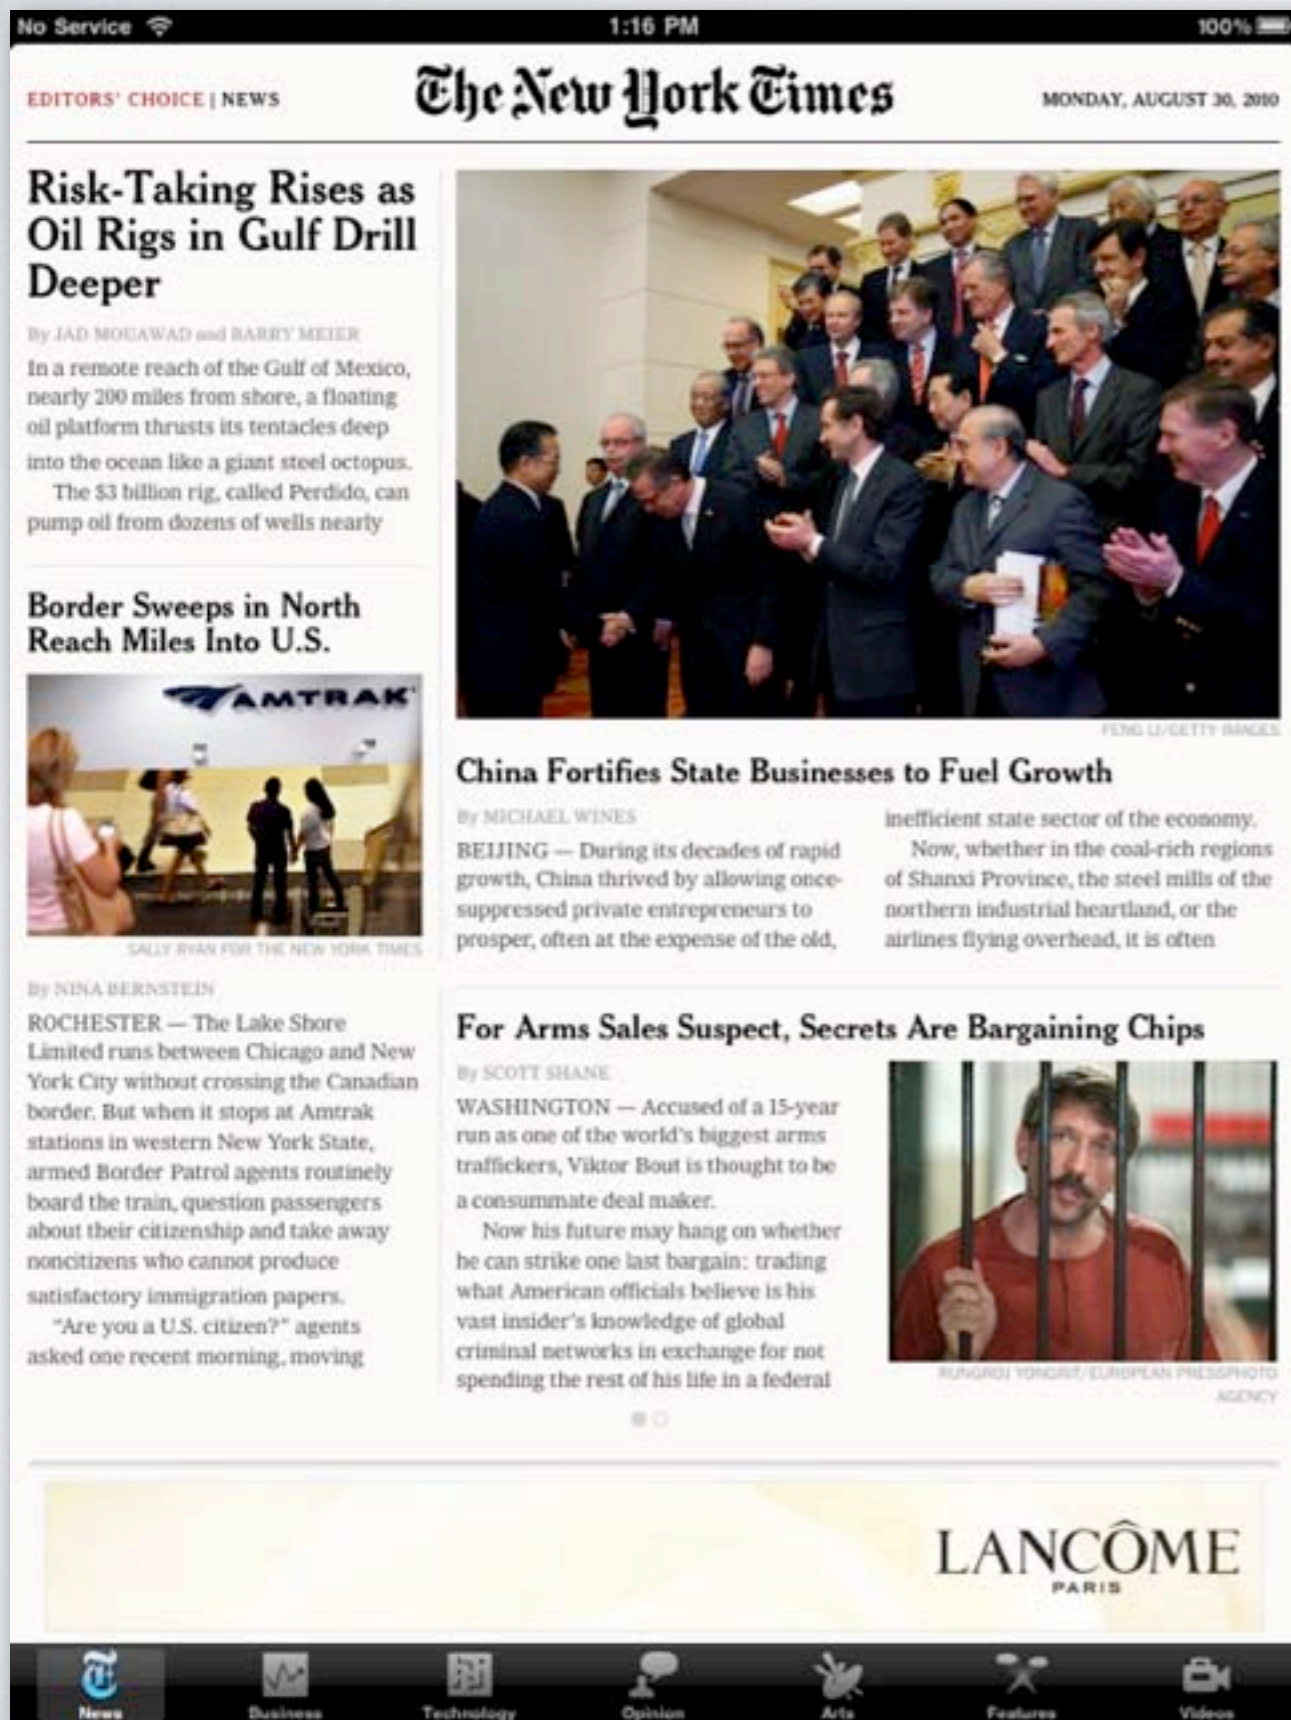 No Service
1:16 PM
100%
EDITORS' CHOICE | NEWS
The New York Times
MONDAY, AUGUST 30, 2010
Risk-Taking Rises as
Oil Rigs in Gulf Drill
Deeper
By JAD MOUAWAD and BARRY MEIER
In a remote reach of the Gulf of Mexico,
nearly 200 miles from shore, a floating
oil platform thrusts its tentacles deep
into the ocean like a giant steel octopus.
The $3 billion rig, called Perdido, can
pump oil from dozens of wells nearly
Border Sweeps in North
Reach Miles Into U.S.
AMTRAK
SALLY RYAN FOR THE NEW YORK TIMES
By NINA BERNSTEIN
ROCHESTER — The Lake Shore
Limited runs between Chicago and New
York City without crossing the Canadian
border. But when it stops at Amtrak
stations in western New York State,
armed Border Patrol agents routinely
board the train, question passengers
about their citizenship and take away
noncitizens who cannot produce
satisfactory immigration papers.
"Are you a U.S. citizen?" agents
asked one recent morning, moving
FENG LI/GETTY IMAGES
China Fortifies State Businesses to Fuel Growth
By MICHAEL WINES
BEIJING — During its decades of rapid
growth, China thrived by allowing once-
suppressed private entrepreneurs to
prosper, often at the expense of the old,
inefficient state sector of the economy.
Now, whether in the coal-rich regions
of Shanxi Province, the steel mills of the
northern industrial heartland, or the
airlines flying overhead, it is often
For Arms Sales Suspect, Secrets Are Bargaining Chips
By SCOTT SHANE
WASHINGTON — Accused of a 15-year
run as one of the world's biggest arms
traffickers, Viktor Bout is thought to be
a consummate deal maker.
Now his future may hang on whether
he can strike one last bargain: trading
what American officials believe is his
vast insider's knowledge of global
criminal networks in exchange for not
spending the rest of his life in a federal
RUNGROJ YONGRIT/EUROPEAN PRESSPHOTO
AGENCY
LANCÔME
PARIS
News
Business
Technology
Opinion
Arts
Features
Videos